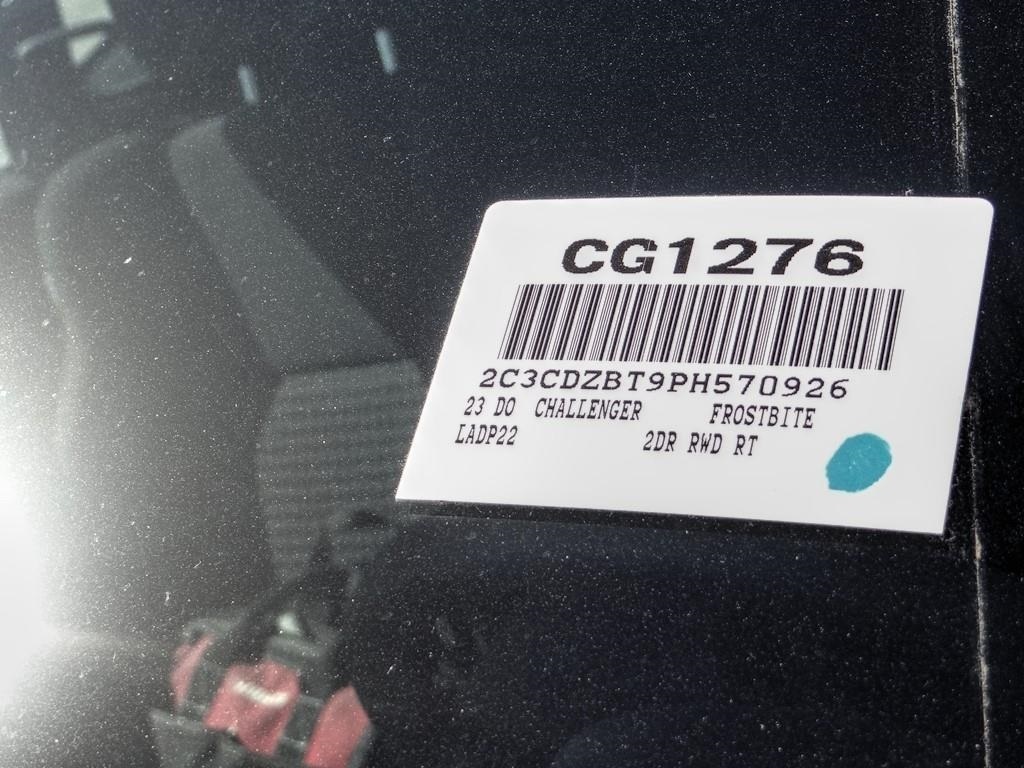 CG1276
2C3CDZBT9PH570926
23 DO CHALLENGER FROSTBITE
LADP22 2DR RWD RT